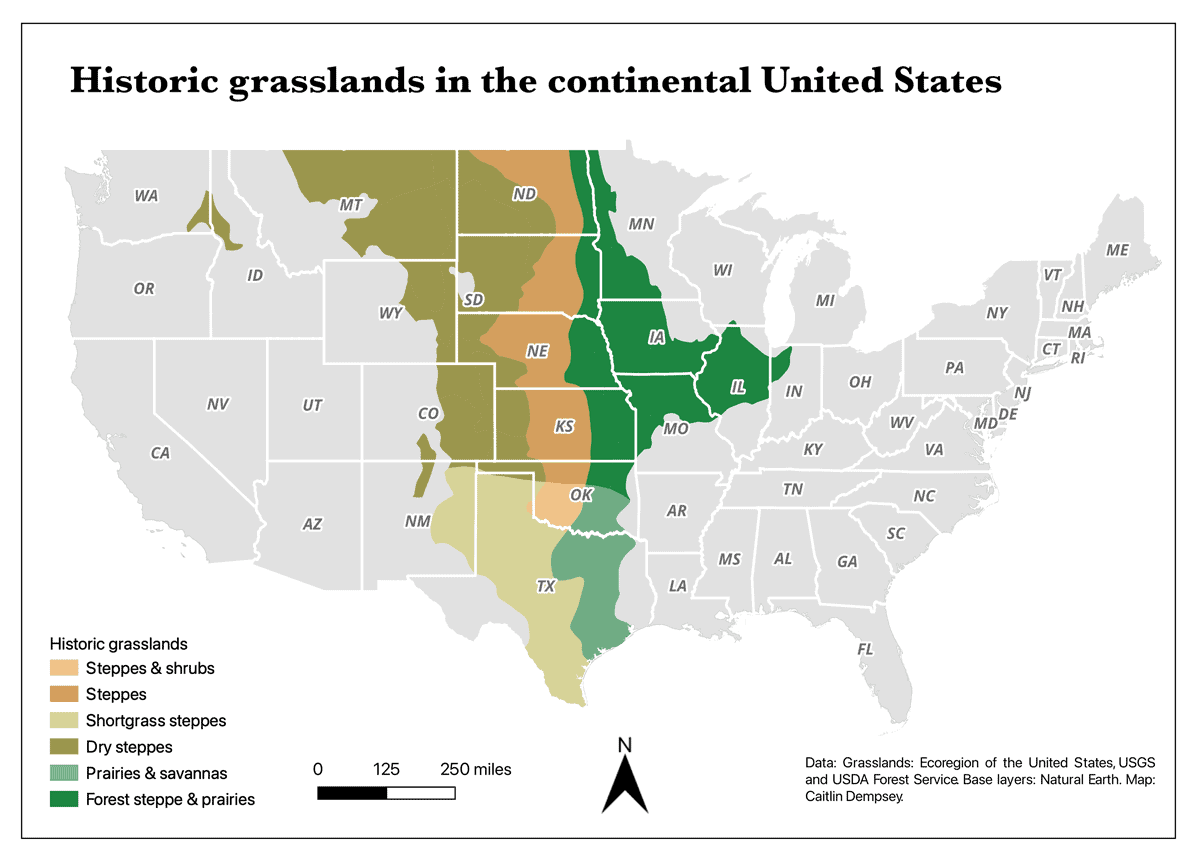 Historic grasslands in the continental United States
WA
MT
ND
MN
ME
OR
ID
WY
SD
WI
MI
VT
NH
NY
MA
CT
RI
NE
IA
PA
NJ
NV
UT
CO
KS
IL
IN
OH
MD
DE
WV
VA
CA
MO
KY
AZ
NM
OK
AR
TN
NC
SC
TX
LA
MS
AL
GA
FL
Historic grasslands
Steppes & shrubs
Steppes
Shortgrass steppes
Dry steppes
Prairies & savannas
Forest steppe & prairies
0 125 250 miles
N
Data: Grasslands: Ecoregion of the United States, USGS
and USDA Forest Service. Base layers: Natural Earth. Map:
Caitlin Dempsey.